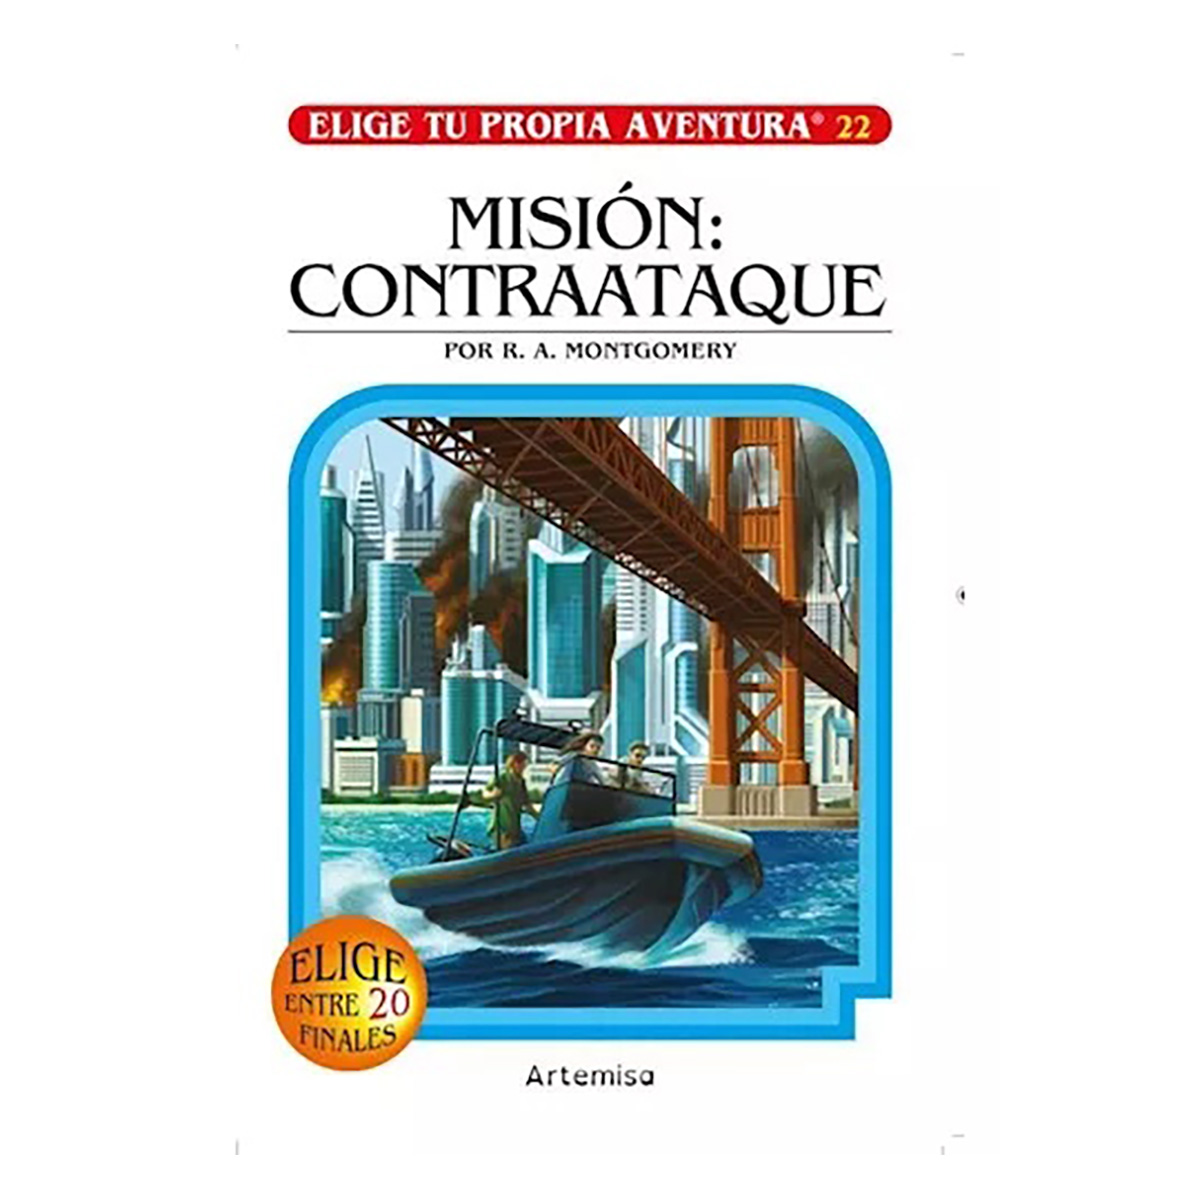 ELIGE TU PROPIA AVENTURA® 22
MISIÓN:
CONTRAATAQUE
POR R. A. MONTGOMERY
ELIGE
ENTRE 20
FINALES
Artemisa